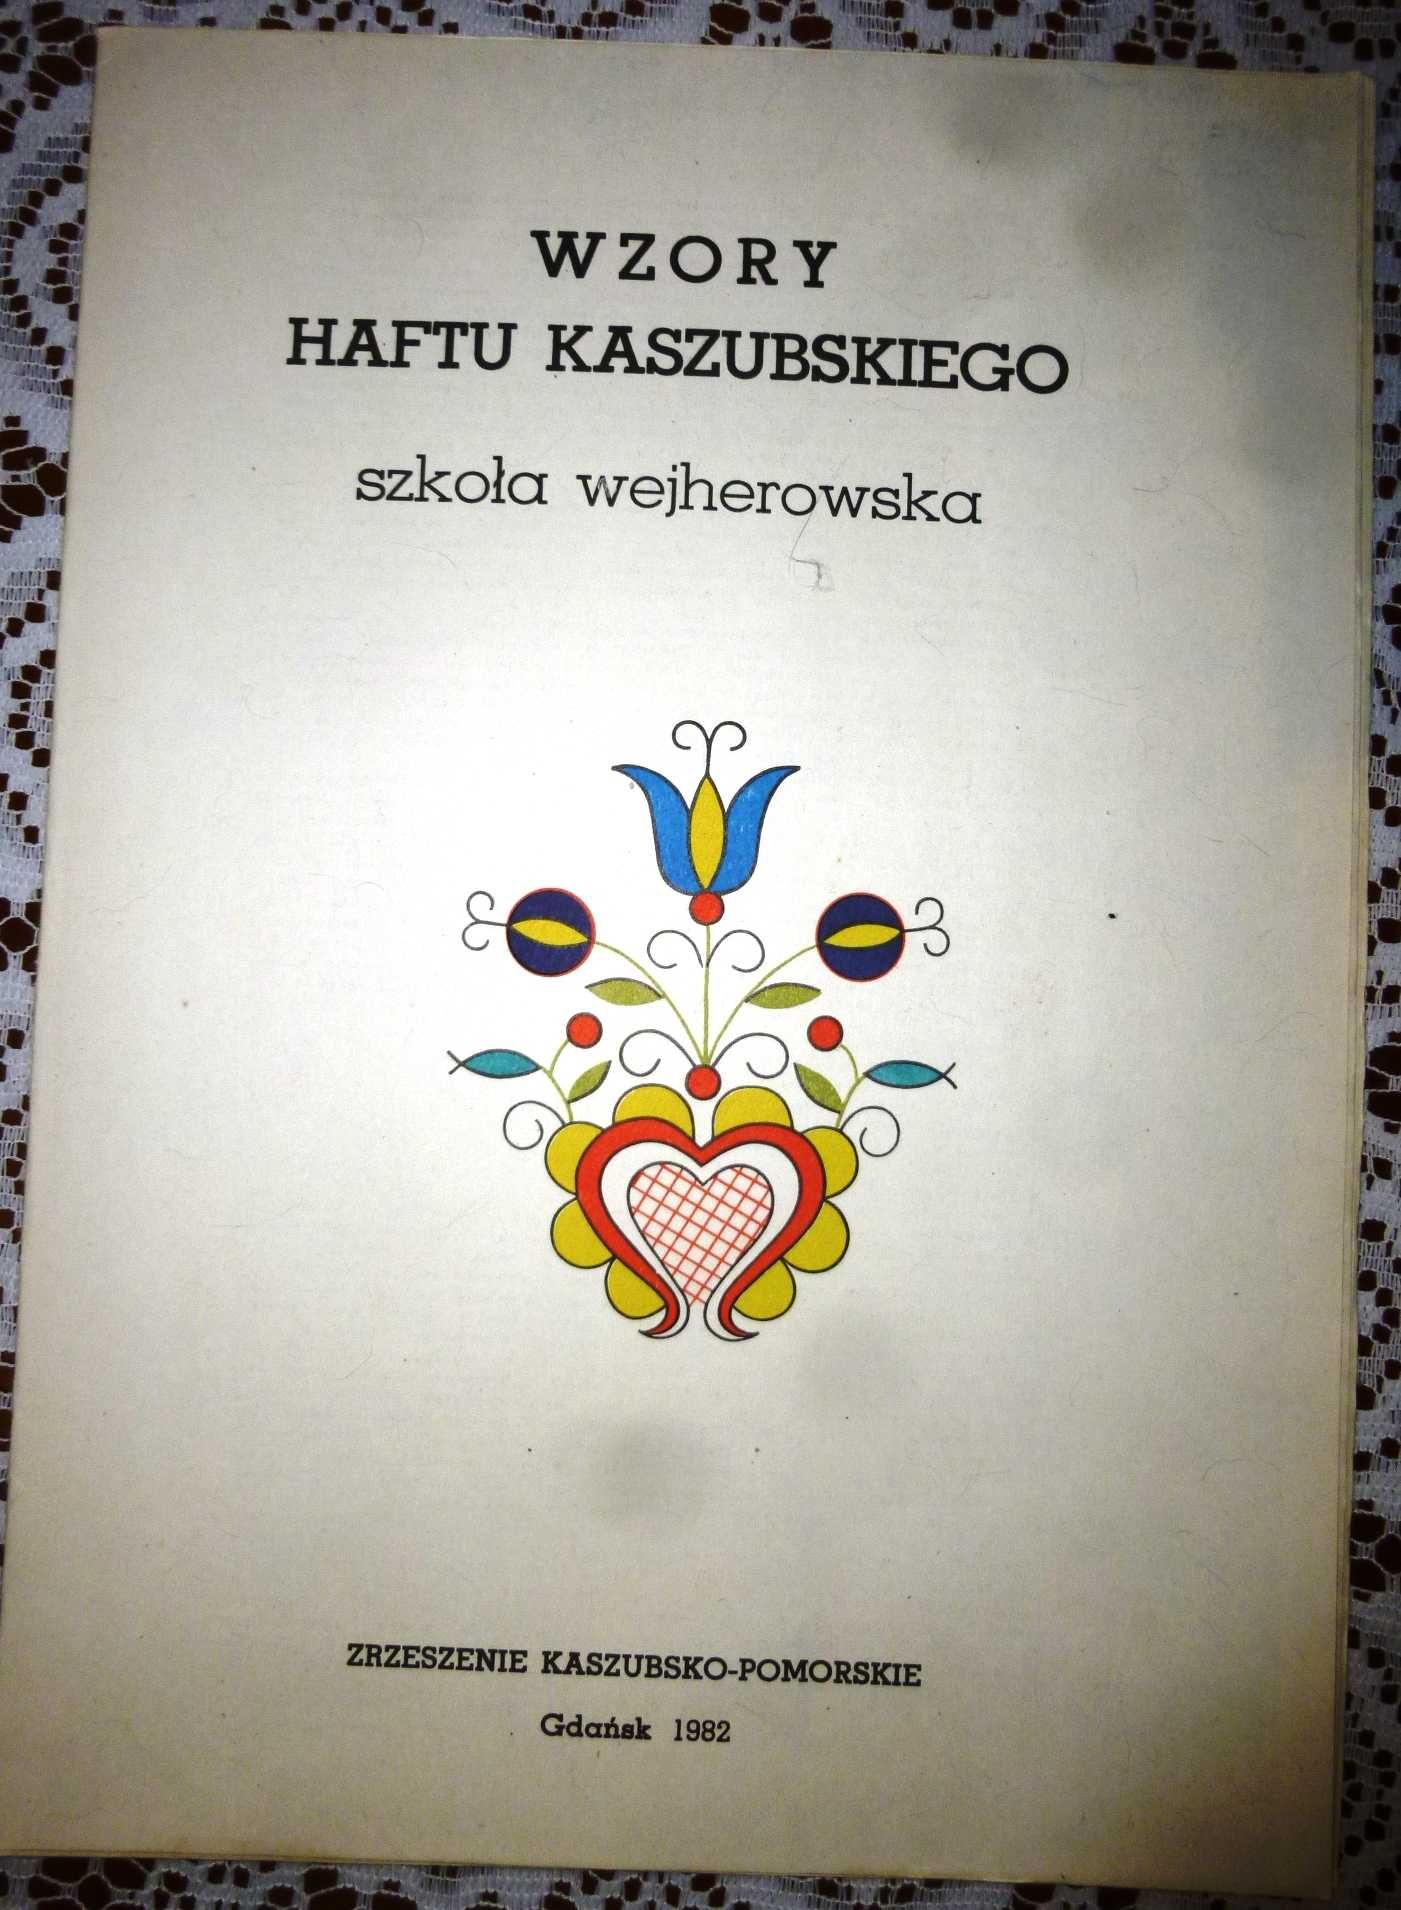 WZORY
HAFTU KASZUBSKIEGO
szkoła wejherowska
ZRZESZENIE KASZUBSKO-POMORSKIE
Gdańsk 1982